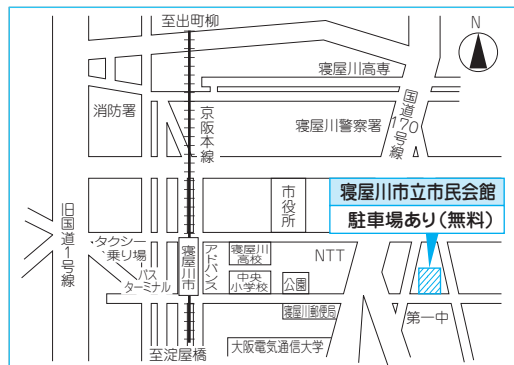 至出町柳
N
寝屋川高専
消防署
京阪本線
寝屋川警察署
国道170号線
市役所
寝屋川市立市民会館
駐車場あり（無料）
旧国道1号線
タクシー
乗り場
バス
ターミナル
寝屋川市
アドバンス
寝屋川
高校
中央
小学校
公園
NTT
寝屋川郵便局
第一中
至淀屋橋
大阪電気通信大学